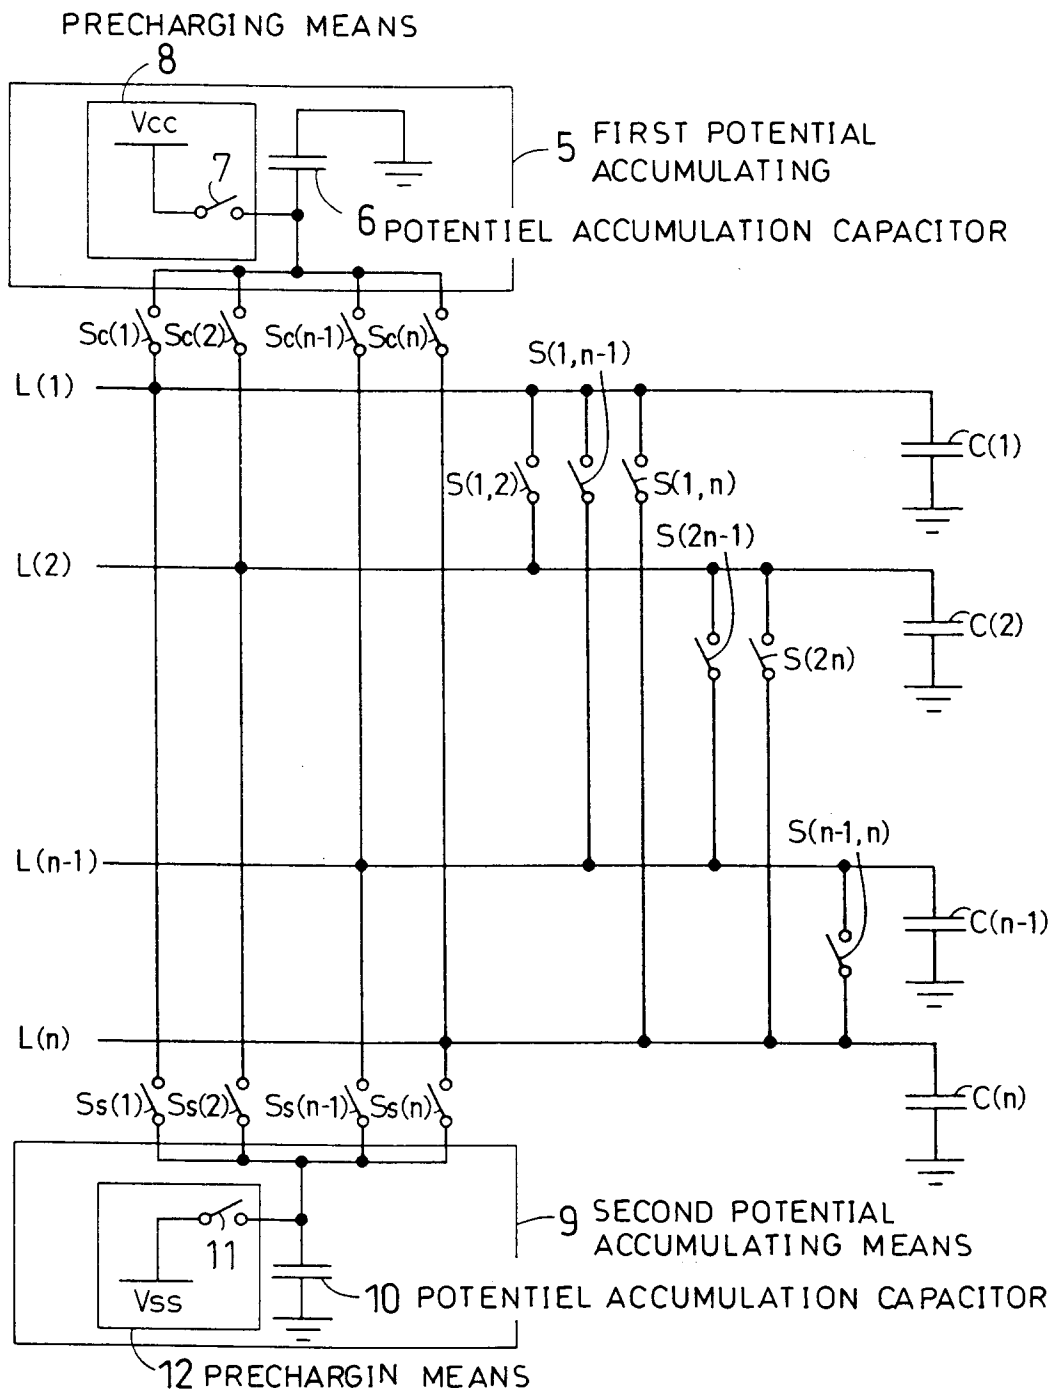 PRECHARGING MEANS
8
Vcc
7
5 FIRST POTENTIAL
ACCUMULATING
6 POTENTIEL ACCUMULATION CAPACITOR
Sc(1) Sc(2) Sc(n-1) Sc(n)
S(1,n-1)
L(1)
C(1)
S(1,2) S(1,n)
S(2n-1)
L(2)
C(2)
S(2n)
S(n-1,n)
L(n-1)
C(n-1)
L(n)
C(n)
Ss(1) Ss(2) Ss(n-1) Ss(n)
9 SECOND POTENTIAL
ACCUMULATING MEANS
11
Vss
10 POTENTIEL ACCUMULATION CAPACITOR
12 PRECHARGIN MEANS